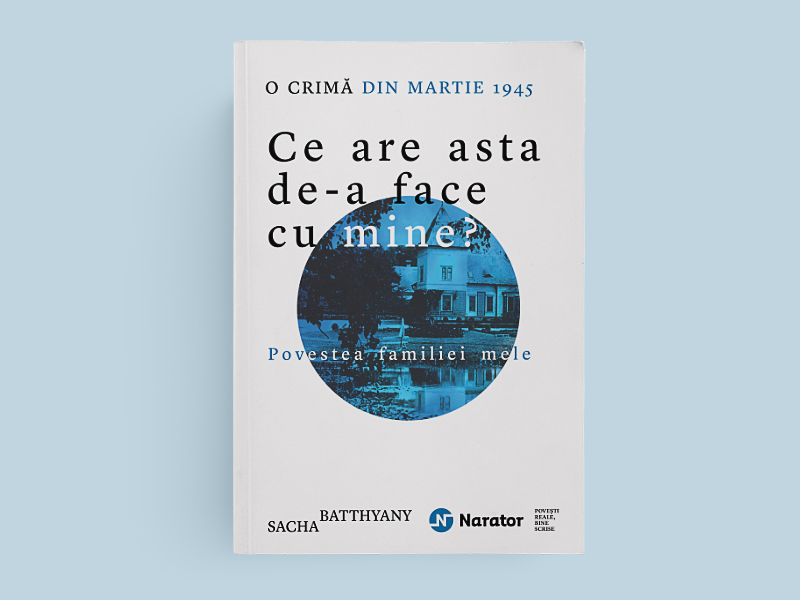 O CRIMĂ DIN MARTIE 1945
Ce are asta
de-a face
cu mine?
Povestea familiei mele
SACHA BATTHYANY
N Narator
POVEȘTI
REALE,
BINE
SCRISE